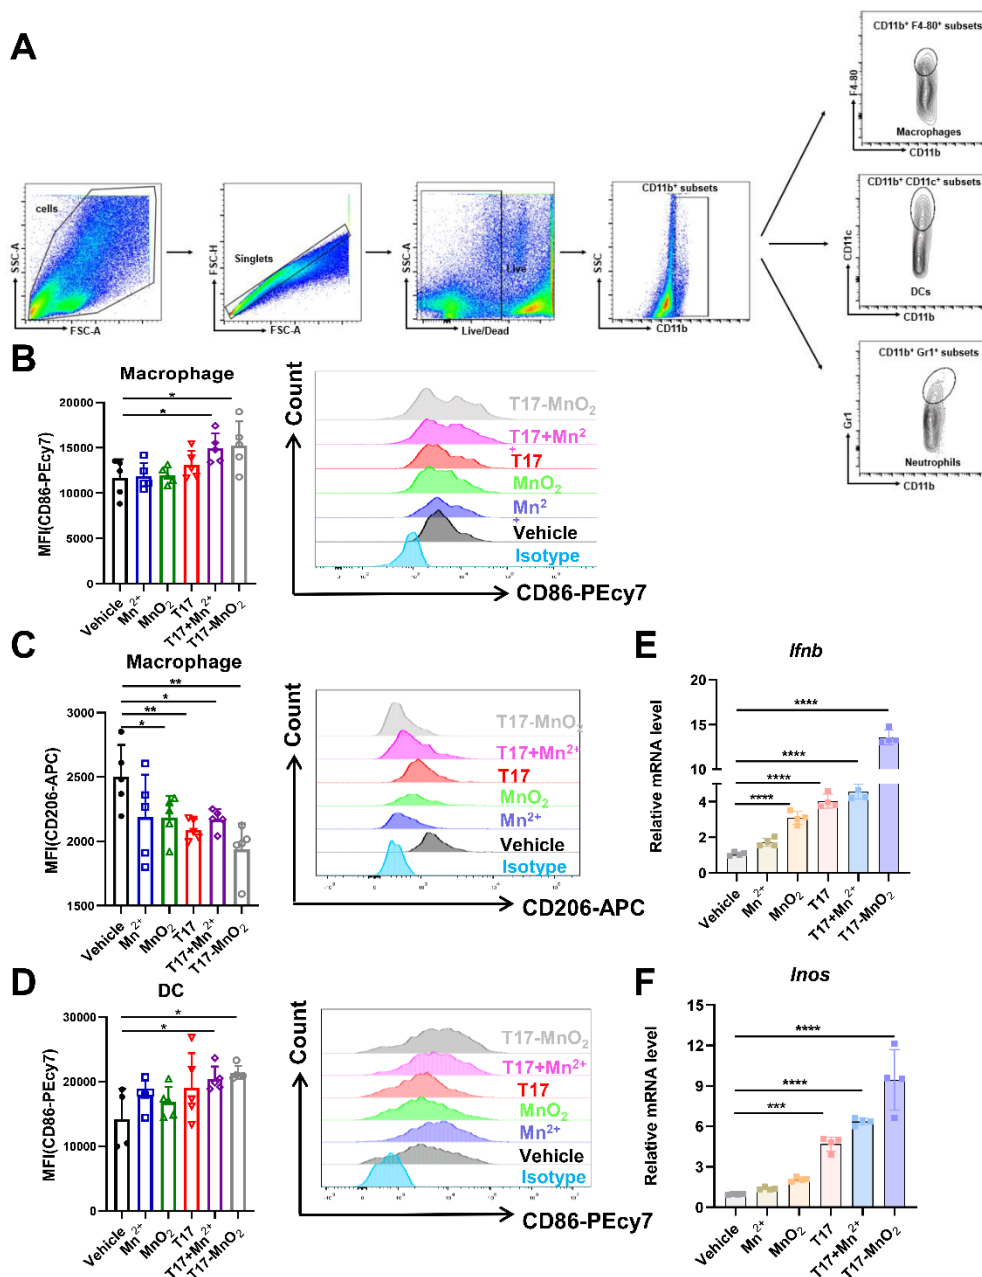 A
cells
SSC-A
FSC-A
Singlets
FSC-H
FSC-A
SSC-A
Live
Live/Dead
CD11b⁺ subsets
SSC
CD11b
CD11b⁺ F4-80⁺ subsets
F4-80
Macrophages
CD11b
CD11b⁺ CD11c⁺ subsets
CD11c
DCs
CD11b
CD11b⁺ Gr1⁺ subsets
Gr1
Neutrophils
CD11b
B
Macrophage
MFI(CD86-PEcy7)
20000
15000
10000
5000
0
*
*
Vehicle
Mn²⁺
MnO₂
T17
T17+Mn²⁺
T17-MnO₂
Count
T17-MnO₂
T17+Mn²
+
T17
MnO₂
Mn²
+
Vehicle
Isotype
CD86-PEcy7
C
Macrophage
MFI(CD206-APC)
3000
2500
2000
1500
**
*
**
*
Vehicle
Mn²⁺
MnO₂
T17
T17+Mn²⁺
T17-MnO₂
Count
T17-MnO₂
T17+Mn²⁺
T17
MnO₂
Mn²⁺
Vehicle
Isotype
CD206-APC
D
DC
MFI(CD86-PEcy7)
30000
20000
10000
0
*
*
Vehicle
Mn²⁺
MnO₂
T17
T17+Mn²⁺
T17-MnO₂
Count
T17-MnO₂
T17+Mn²⁺
T17
MnO₂
Mn²⁺
Vehicle
Isotype
CD86-PEcy7
E
Ifnb
Relative mRNA level
20
15
10
6
4
2
0
****
****
****
****
Vehicle
Mn²⁺
MnO₂
T17
T17+Mn²⁺
T17-MnO₂
F
Inos
Relative mRNA level
15
12
9
6
3
0
****
****
***
Vehicle
Mn²⁺
MnO₂
T17
T17+Mn²⁺
T17-MnO₂